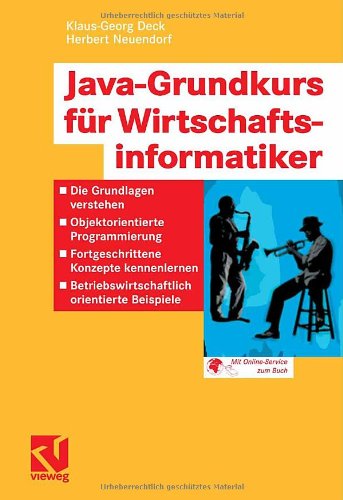 Urheberrechtlich geschütztes Material
Klaus-Georg Deck
Herbert Neuendorf
Java-Grundkurs
für Wirtschafts-
informatiker
Die Grundlagen
verstehen
Objektorientierte
Programmierung
Fortgeschrittene
Konzepte kennenlernen
Betriebswirtschaftlich
orientierte Beispiele
Mit Online-Service
zum Buch
vieweg
Urheberrechtlich geschütztes Material